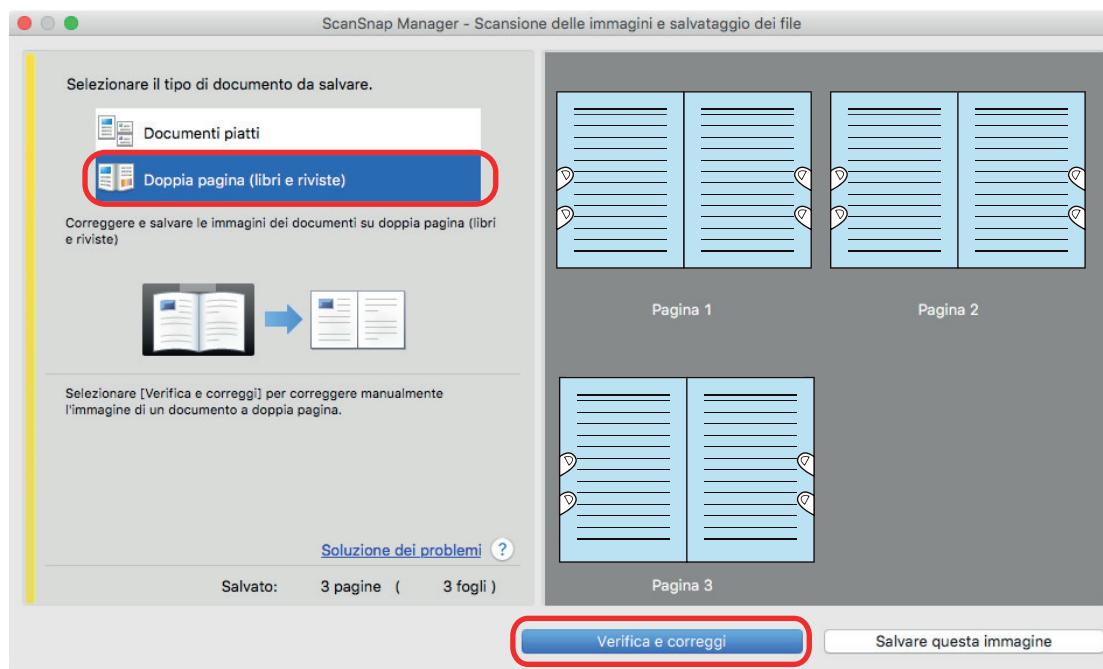 ScanSnap Manager - Scansione delle immagini e salvataggio dei file
Selezionare il tipo di documento da salvare.
Documenti piatti
Doppia pagina (libri e riviste)
Correggere e salvare le immagini dei documenti su doppia pagina (libri
e riviste)
Selezionare [Verifica e correggi] per correggere manualmente
l'immagine di un documento a doppia pagina.
Soluzione dei problemi ?
Salvato: 3 pagine ( 3 fogli )
Pagina 1
Pagina 2
Pagina 3
Verifica e correggi
Salvare questa immagine